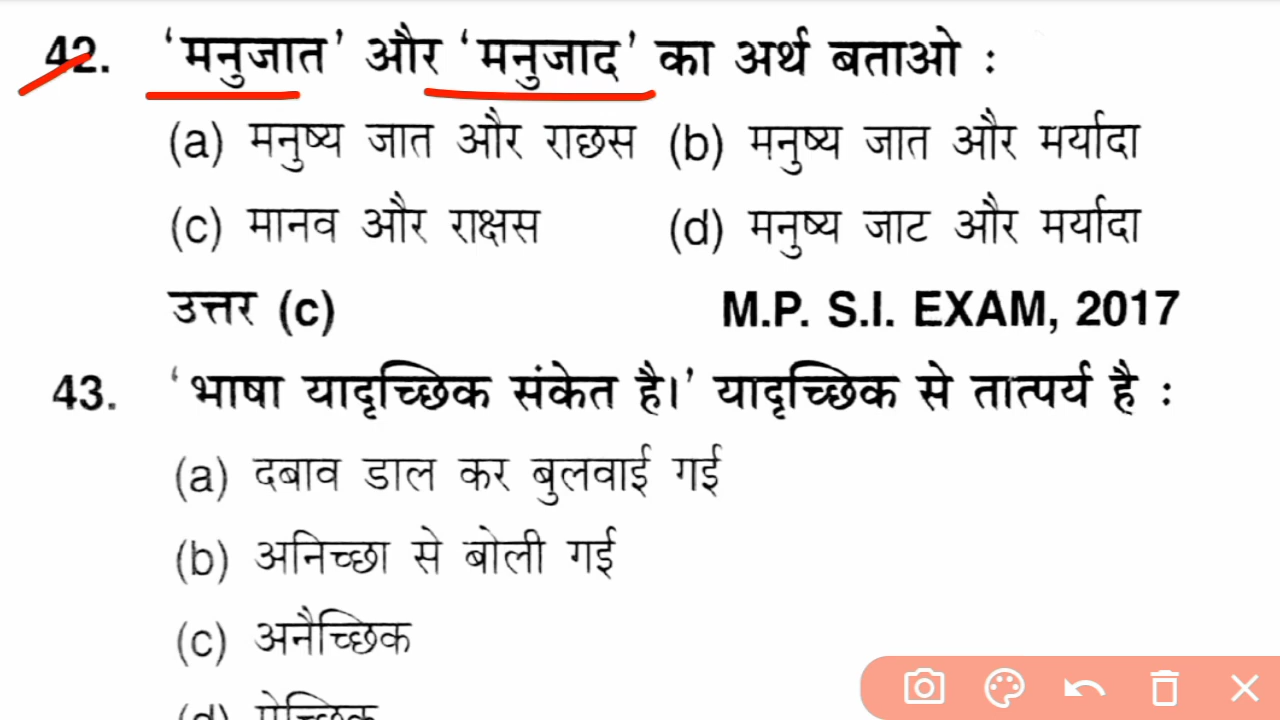 42. 'मनुजात' और 'मनुजाद' का अर्थ बताओ :
(a) मनुष्य जात और राछस (b) मनुष्य जात और मर्यादा
(c) मानव और राक्षस (d) मनुष्य जाट और मर्यादा
उत्तर (c) M.P. S.I. EXAM, 2017
43. 'भाषा यादृच्छिक संकेत है।' यादृच्छिक से तात्पर्य है :
(a) दबाव डाल कर बुलवाई गई
(b) अनिच्छा से बोली गई
(c) अनैच्छिक
(d) ऐच्छिक